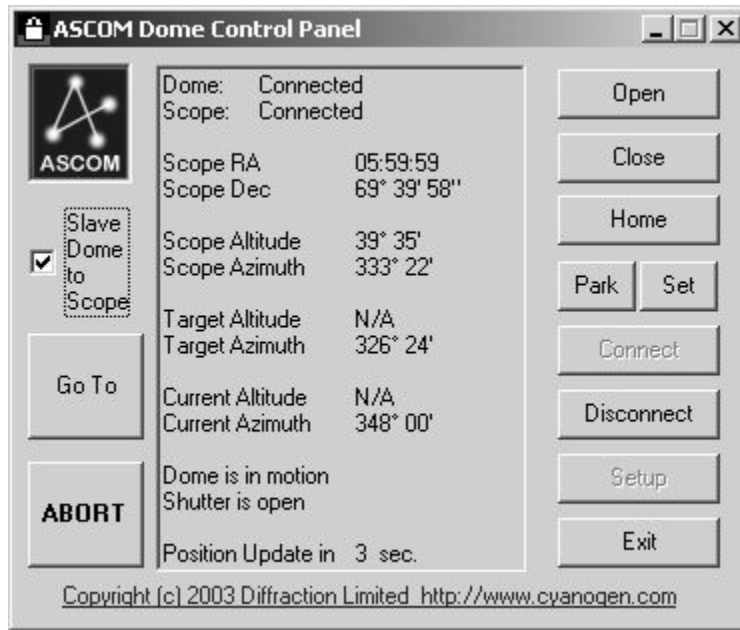 ASCOM Dome Control Panel
ASCOM
Slave
Dome
to
Scope
Go To
ABORT
Dome: Connected
Scope: Connected
Scope RA 05:59:59
Scope Dec 69° 39' 58''
Scope Altitude 39° 35'
Scope Azimuth 333° 22'
Target Altitude N/A
Target Azimuth 326° 24'
Current Altitude N/A
Current Azimuth 348° 00'
Dome is in motion
Shutter is open
Position Update in 3 sec.
Open
Close
Home
Park Set
Connect
Disconnect
Setup
Exit
Copyright (c) 2003 Diffraction Limited http://www.cyanogen.com